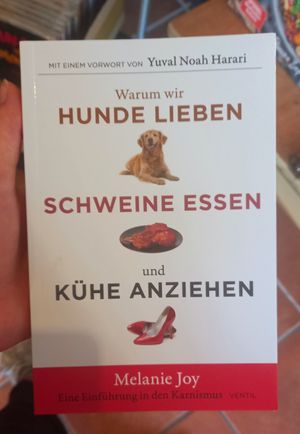 MIT EINEM VORWORT VON Yuval Noah Harari
Warum wir
HUNDE LIEBEN
SCHWEINE ESSEN
und
KÜHE ANZIEHEN
Melanie Joy
Eine Einführung in den Karnismus VENTIL